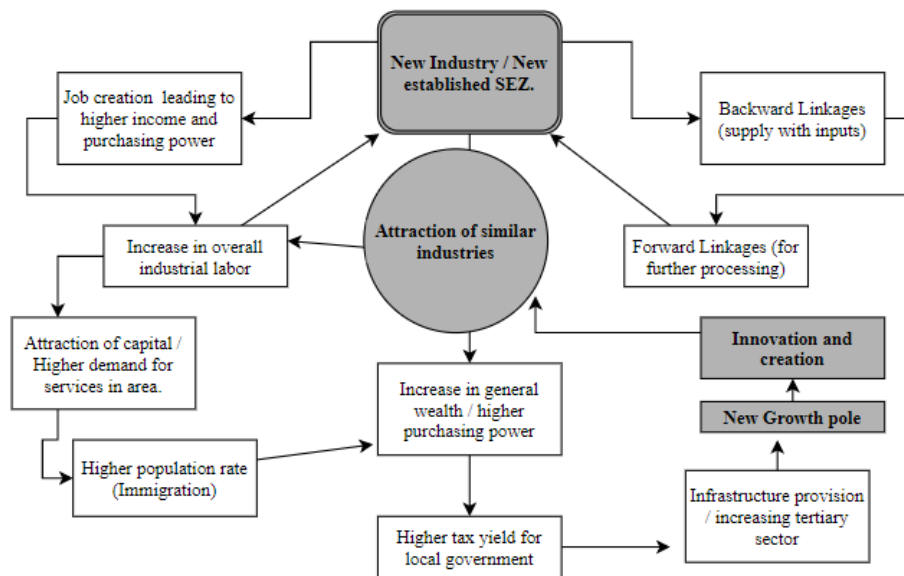 New Industry / New
established SEZ.
Job creation leading to
higher income and
purchasing power
Backward Linkages
(supply with inputs)
Attraction of similar
industries
Increase in overall
industrial labor
Forward Linkages (for
further processing)
Attraction of capital /
Higher demand for
services in area.
Innovation and
creation
Increase in general
wealth / higher
purchasing power
New Growth pole
Higher population rate
(Immigration)
Infrastructure provision
/ increasing tertiary
sector
Higher tax yield for
local government